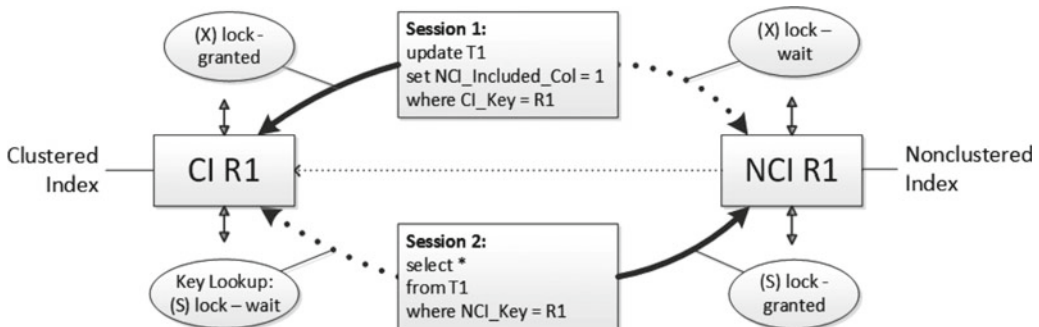 (X) lock -
granted
Session 1:
update T1
set NCI_Included_Col = 1
where CI_Key = R1
(X) lock –
wait
Clustered
Index
CI R1
NCI R1
Nonclustered
Index
Key Lookup:
(S) lock – wait
Session 2:
select *
from T1
where NCI_Key = R1
(S) lock -
granted